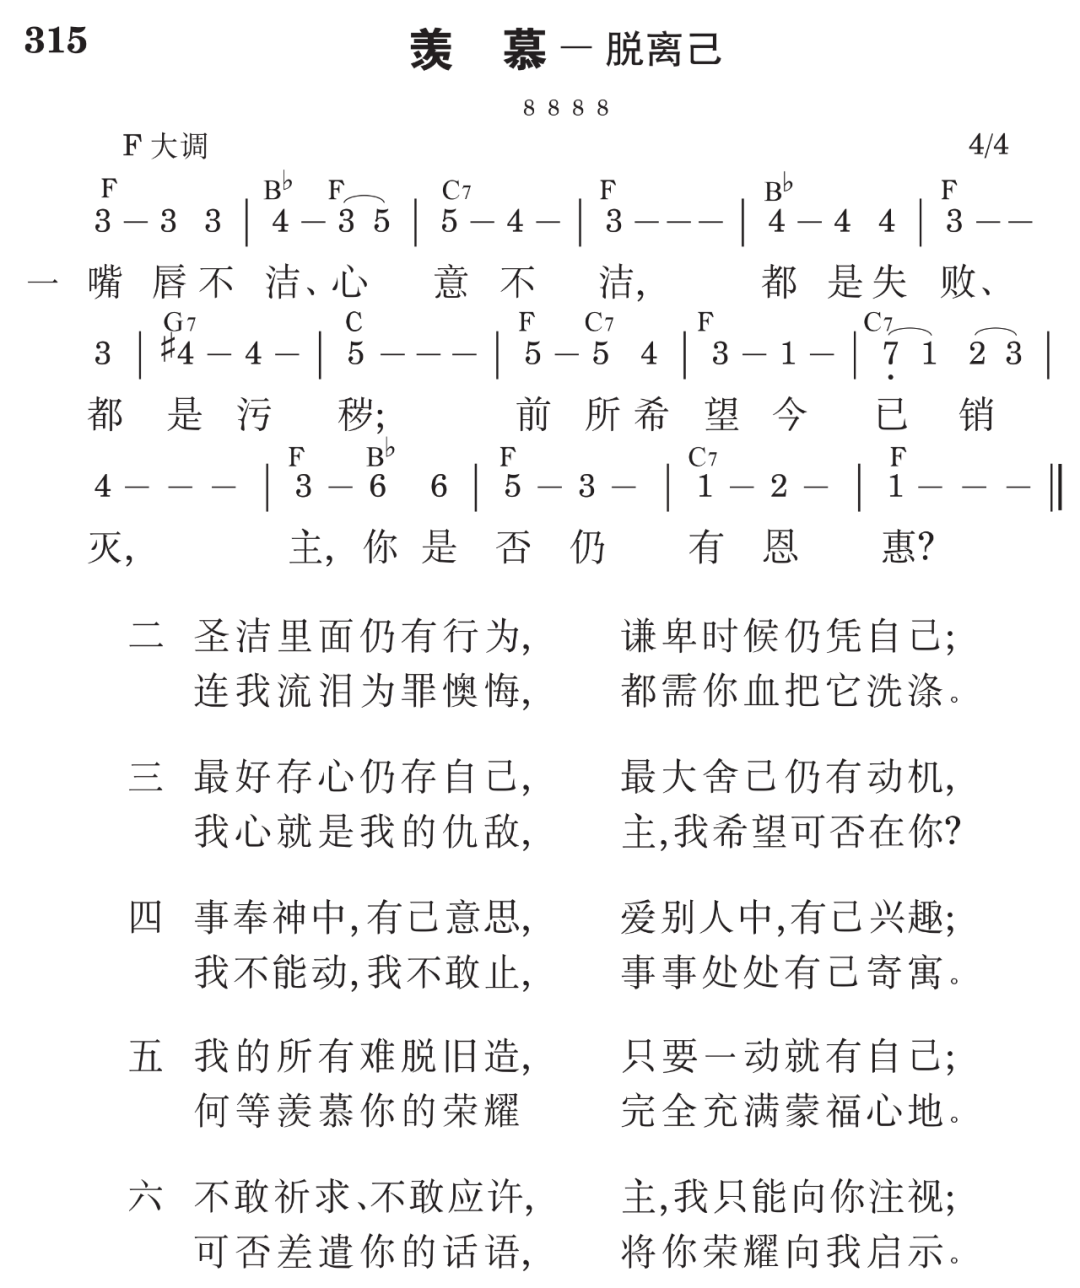 315
羡 慕 — 脱离己
8 8 8 8
F 大调 4/4
F B♭ F C7 F B♭ F
3 – 3 3 | 4 – 3 5 | 5 – 4 – | 3 – – – | 4 – 4 4 | 3 – –
一 嘴 唇 不 洁、心 意 不 洁, 都 是 失 败、
G7 C F C7 F C7
3 | ♯4 – 4 – | 5 – – – | 5 – 5 4 | 3 – 1 – | 7̣ 1 2 3 |
都 是 污 秽; 前 所 希 望 今 已 销
F B♭ F C7 F
4 – – – | 3 – 6 6 | 5 – 3 – | 1 – 2 – | 1 – – – ‖
灭, 主, 你 是 否 仍 有 恩 惠?
二 圣洁里面仍有行为, 谦卑时候仍凭自己;
连我流泪为罪懊悔, 都需你血把它洗涤。
三 最好存心仍存自己, 最大舍己仍有动机,
我心就是我的仇敌, 主,我希望可否在你?
四 事奉神中,有己意思, 爱别人中,有己兴趣;
我不能动,我不敢止, 事事处处有己寄寓。
五 我的所有难脱旧造, 只要一动就有自己;
何等羡慕你的荣耀 完全充满蒙福心地。
六 不敢祈求、不敢应许, 主,我只能向你注视;
可否差遣你的话语, 将你荣耀向我启示。